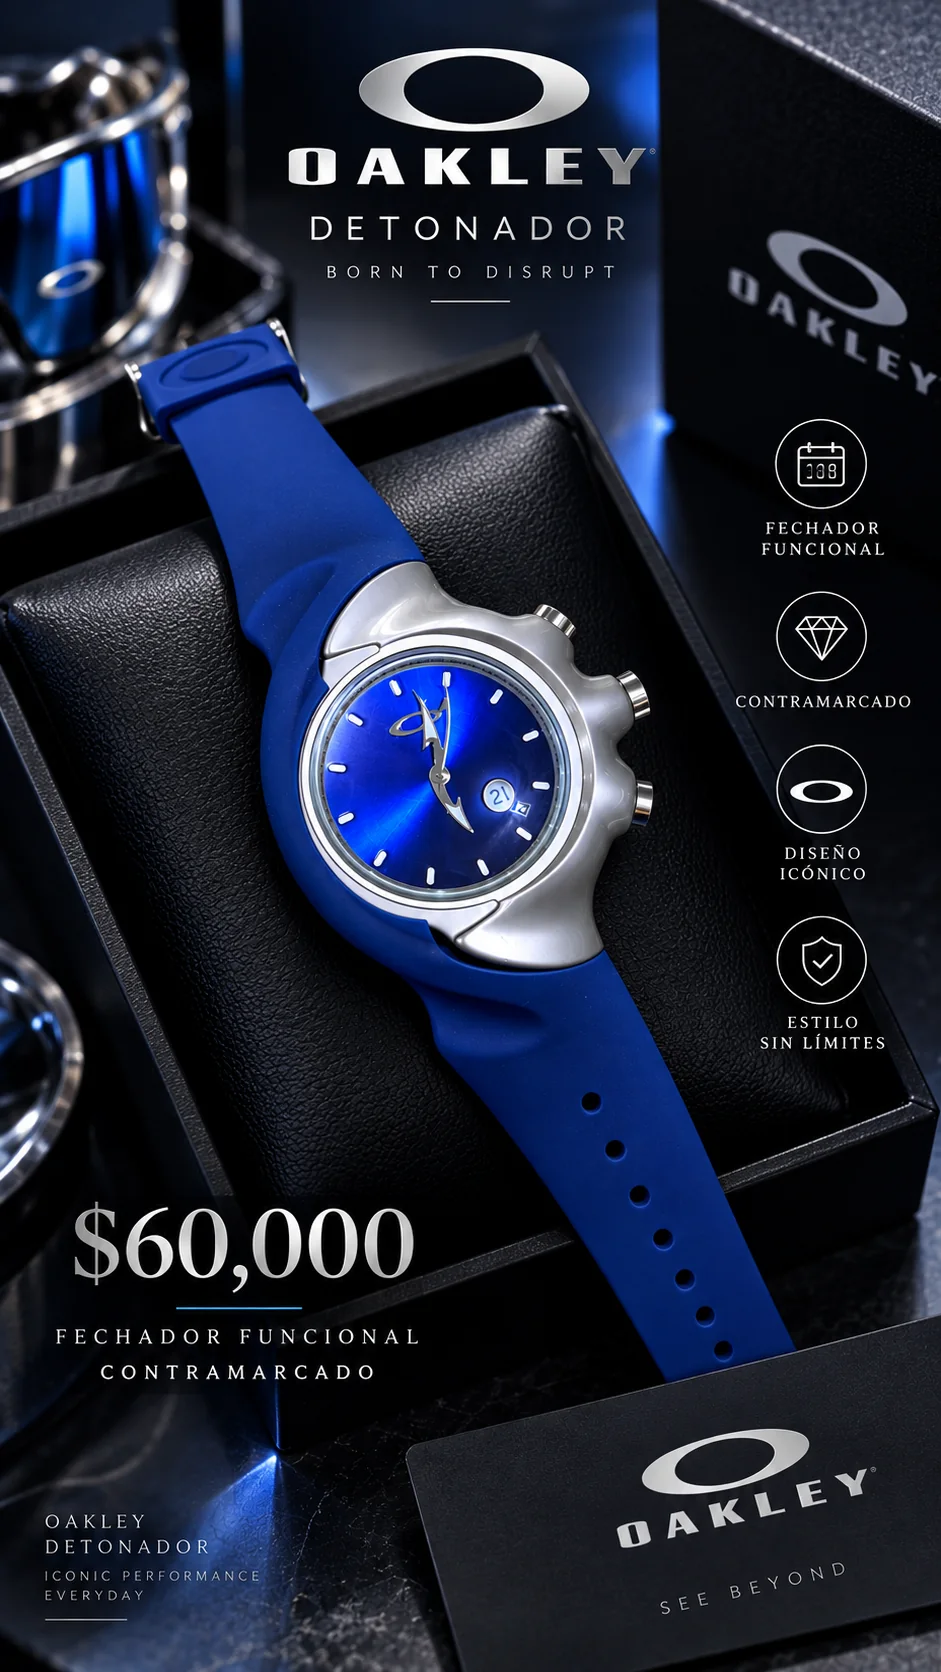 OAKLEY
DETONADOR
BORN TO DISRUPT
OAKLEY
FECHADOR
FUNCIONAL
CONTRAMARCADO
DISEÑO
ICÓNICO
ESTILO
SIN LÍMITES
21
$60,000
FECHADOR FUNCIONAL
CONTRAMARCADO
OAKLEY
DETONADOR
ICONIC PERFORMANCE
EVERYDAY
OAKLEY
SEE BEYOND